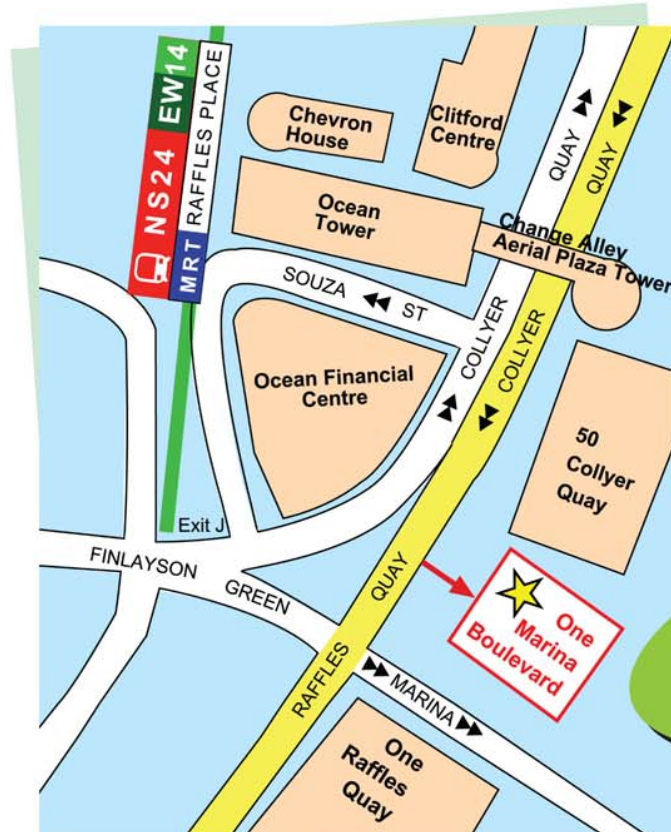 NS24 EW14
MRT RAFFLES PLACE
Chevron
House
Clitford
Centre
QUAY
QUAY
Ocean
Tower
Change Alley
Aerial Plaza Tower
SOUZA ST
COLLYER
COLLYER
Ocean Financial
Centre
50
Collyer
Quay
Exit J
FINLAYSON GREEN
RAFFLES QUAY
One
Marina
Boulevard
MARINA
One
Raffles
Quay